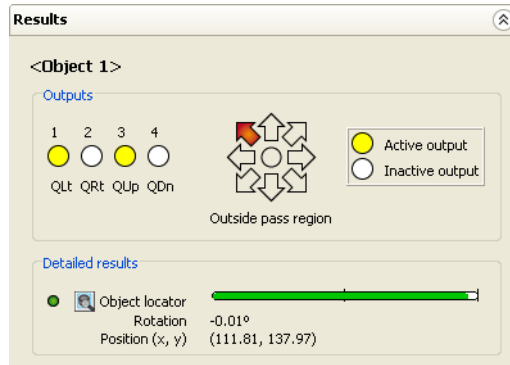 Results
<Object 1>
Outputs
1 2 3 4
QLt QRt QUp QDn
Outside pass region
Active output
Inactive output
Detailed results
Object locator
Rotation -0.01º
Position (x, y) (111.81, 137.97)